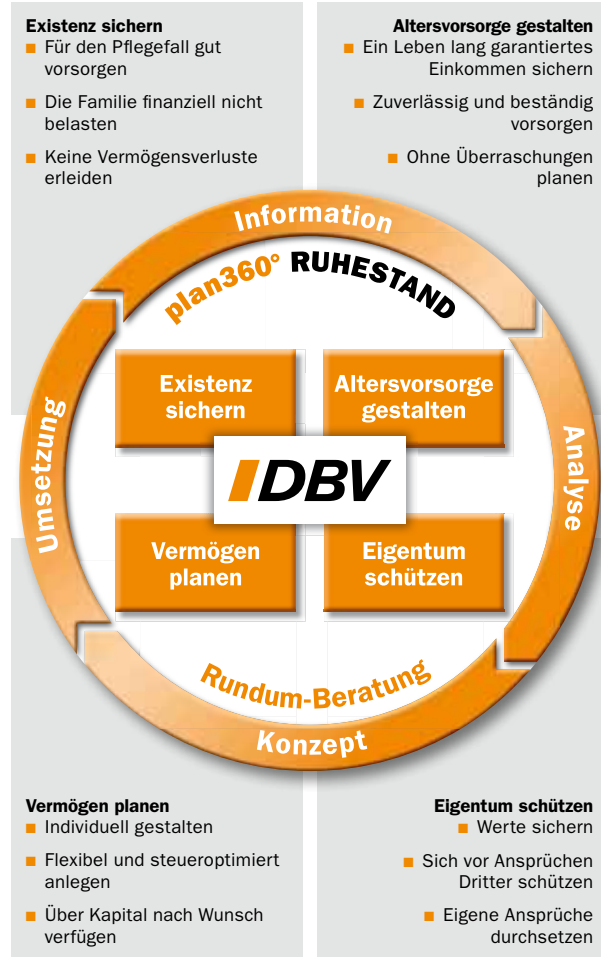 Existenz sichern
■ Für den Pflegefall gut
vorsorgen
■ Die Familie finanziell nicht
belasten
■ Keine Vermögensverluste
erleiden
Altersvorsorge gestalten
■ Ein Leben lang garantiertes
Einkommen sichern
■ Zuverlässig und beständig
vorsorgen
■ Ohne Überraschungen
planen
Information
plan360° RUHESTAND
Existenz
sichern
Altersvorsorge
gestalten
Umsetzung
Analyse
DBV
Vermögen
planen
Eigentum
schützen
Rundum-Beratung
Konzept
Vermögen planen
■ Individuell gestalten
■ Flexibel und steueroptimiert
anlegen
■ Über Kapital nach Wunsch
verfügen
Eigentum schützen
■ Werte sichern
■ Sich vor Ansprüchen
Dritter schützen
■ Eigene Ansprüche
durchsetzen